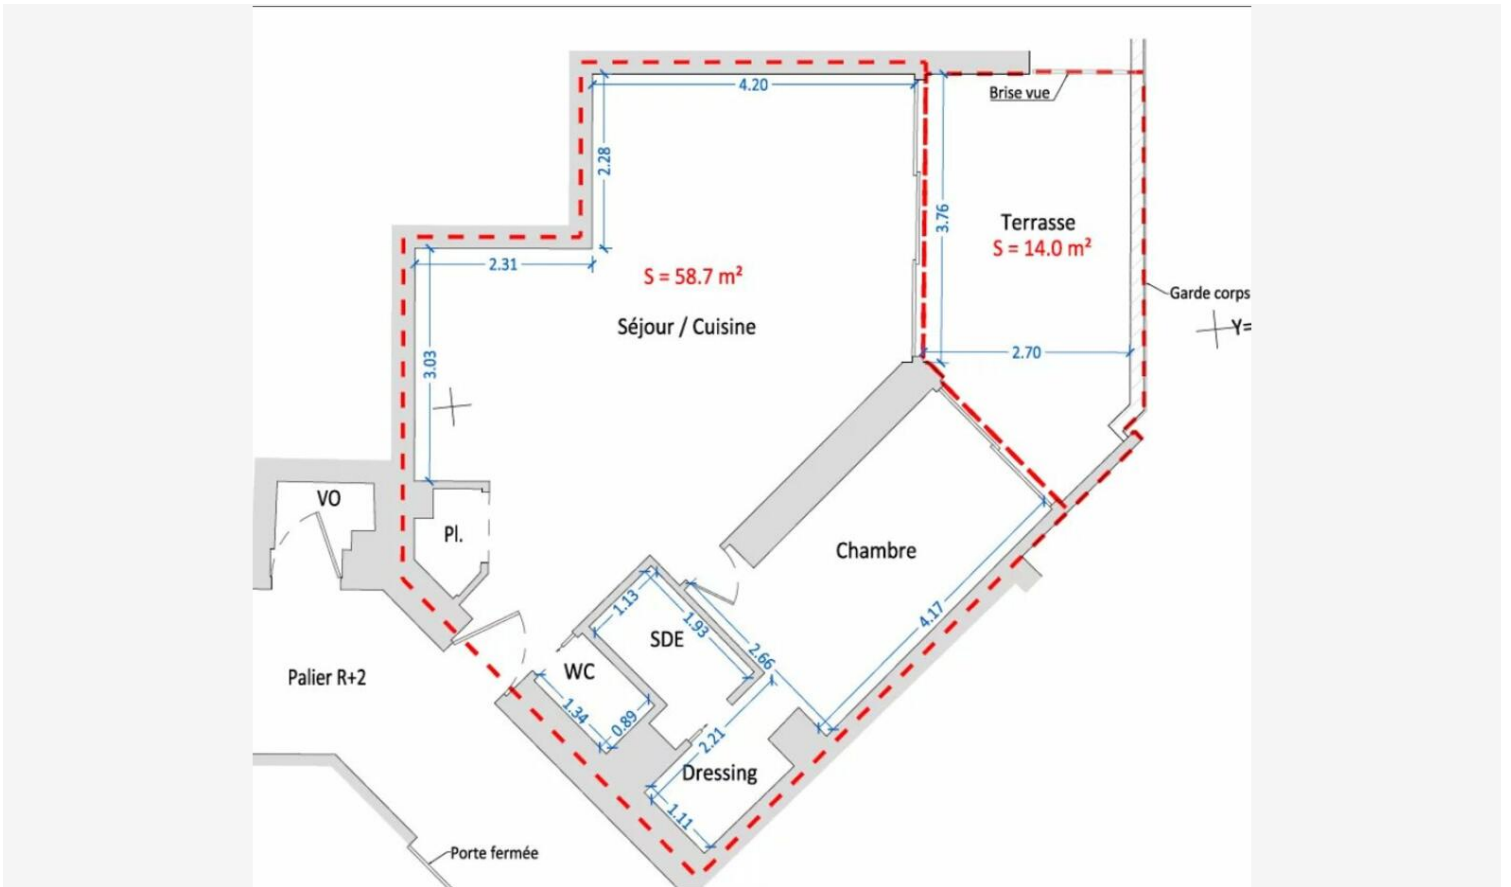 4.20
Brise vue
2.28
3.76
Terrasse
S = 14.0 m²
2.31
S = 58.7 m²
Garde corps
Séjour / Cuisine
Y=
3.03
2.70
VO
Pl.
Chambre
1.13
1.93
4.17
SDE
2.66
WC
Palier R+2
1.34
0.89
2.21
Dressing
1.11
Porte fermée